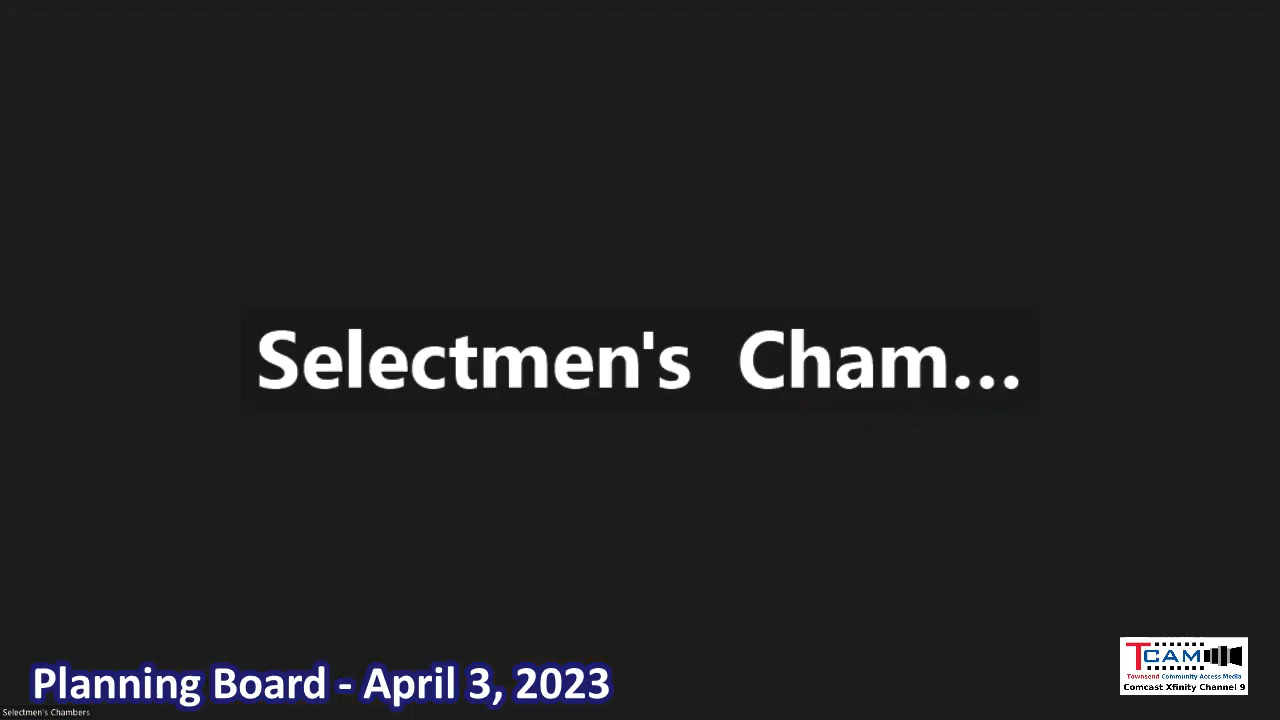 Selectmen's Cham...
Planning Board - April 3, 2023
Selectmen's Chambers
TCAM
Townsend Community Access Media
Comcast Xfinity Channel 9